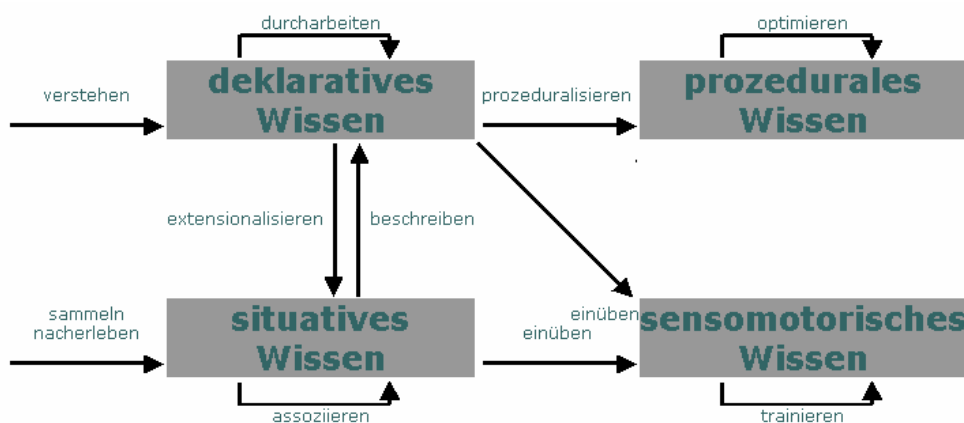 durcharbeiten
optimieren
verstehen
deklaratives
Wissen
prozeduralisieren
prozedurales
Wissen
extensionalisieren
beschreiben
sammeln
nacherleben
situatives
Wissen
einüben
einüben
sensomotorisches
Wissen
assoziieren
trainieren